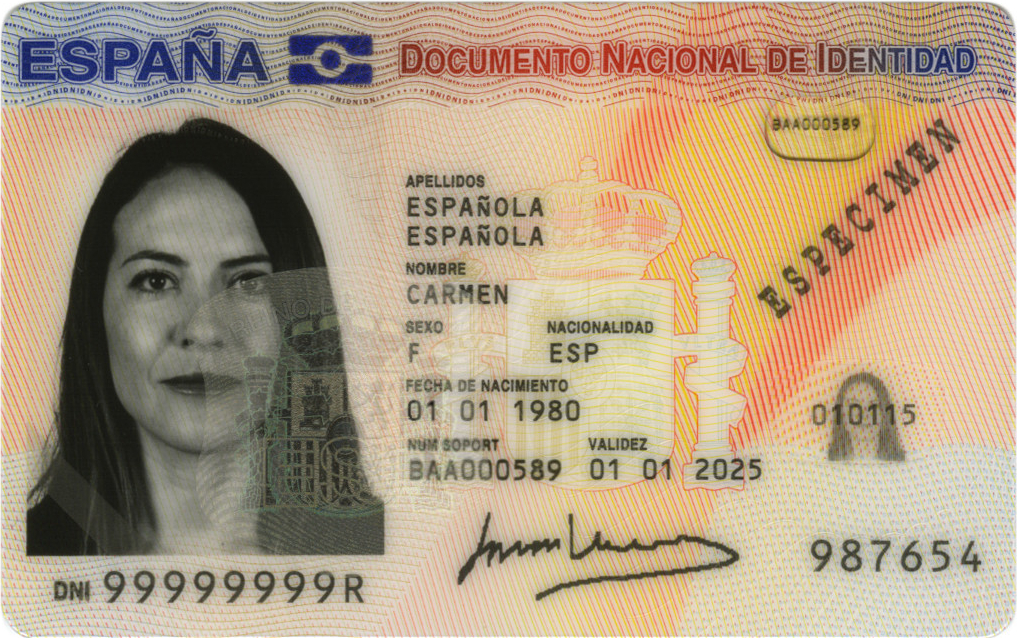 ESPAÑA
DOCUMENTO NACIONAL DE IDENTIDAD
BAA000589
ESPECIMEN
APELLIDOS
ESPAÑOLA
ESPAÑOLA
NOMBRE
CARMEN
SEXO NACIONALIDAD
F ESP
FECHA DE NACIMIENTO
01 01 1980
010115
NUM SOPORT VALIDEZ
BAA000589 01 01 2025
987654
DNI 99999999R